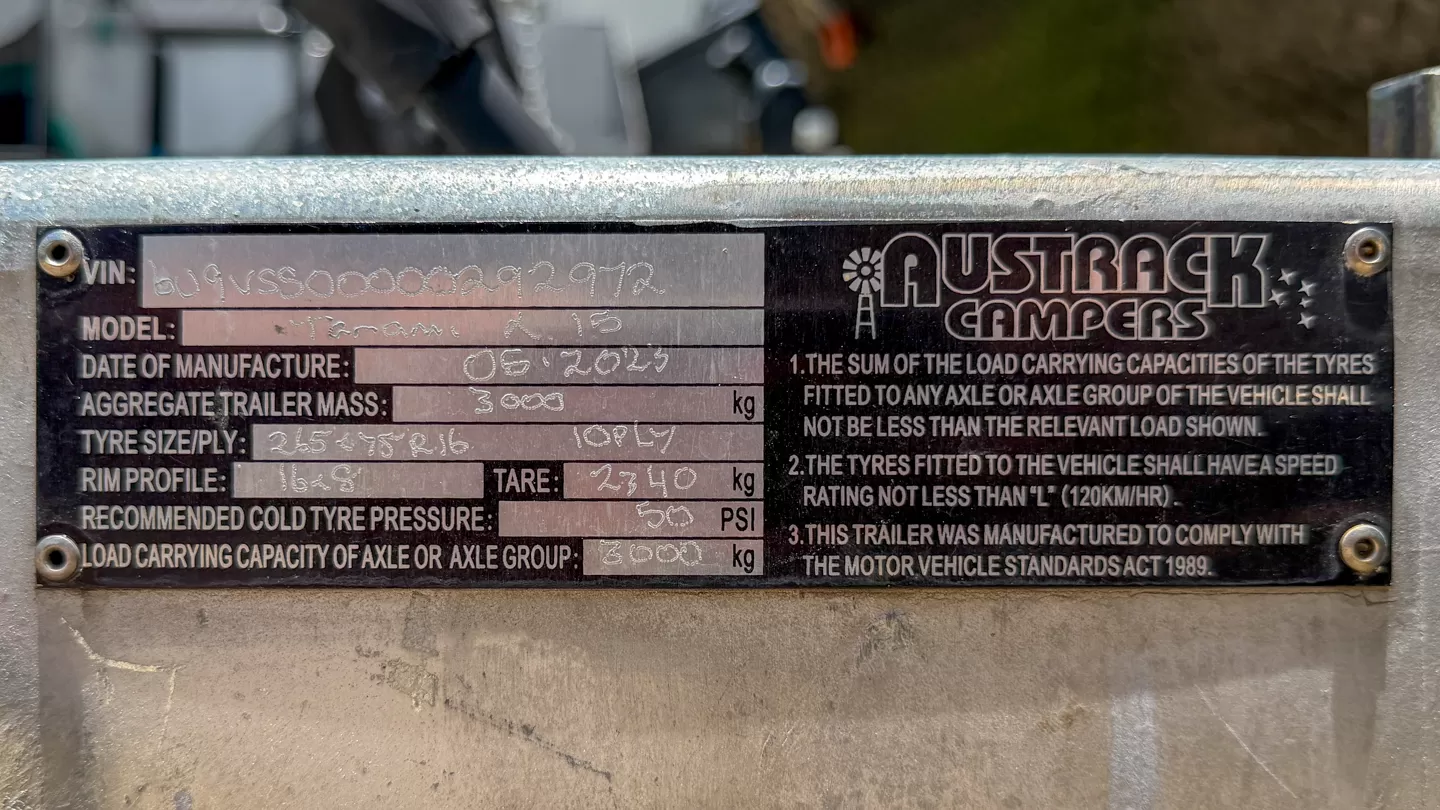 VIN: 6U9VSS00000292972
MODEL: Tanami X 15
DATE OF MANUFACTURE: 05.2023
AGGREGATE TRAILER MASS: 3000 kg
TYRE SIZE/PLY: 265 R16 10PLY
RIM PROFILE: TARE: 2340 kg
RECOMMENDED COLD TYRE PRESSURE: 50 PSI
LOAD CARRYING CAPACITY OF AXLE OR AXLE GROUP: 3000 kg
AUSTRACK
CAMPERS
1. THE SUM OF THE LOAD CARRYING CAPACITIES OF THE TYRES
FITTED TO ANY AXLE OR AXLE GROUP OF THE VEHICLE SHALL
NOT BE LESS THAN THE RELEVANT LOAD SHOWN.
2. THE TYRES FITTED TO THE VEHICLE SHALL HAVE A SPEED
RATING NOT LESS THAN "L" (120KM/HR).
3. THIS TRAILER WAS MANUFACTURED TO COMPLY WITH
THE MOTOR VEHICLE STANDARDS ACT 1989.